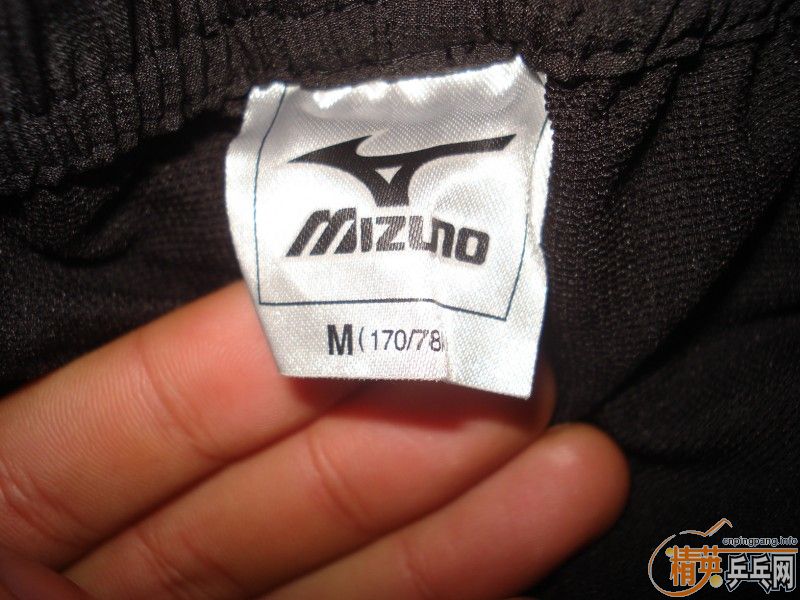 MIZUNO
M(170/78
cnpingpang.info
精英乒乓网